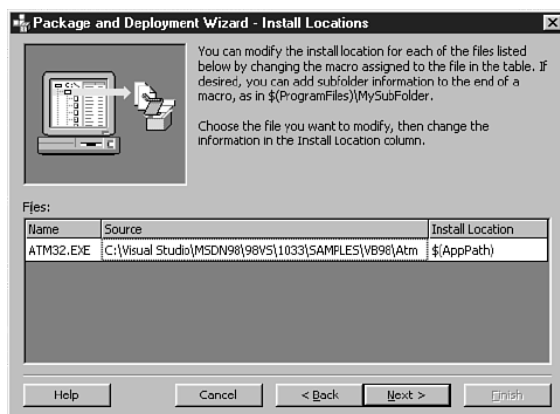 Package and Deployment Wizard - Install Locations
You can modify the install location for each of the files listed
below by changing the macro assigned to the file in the table. If
desired, you can add subfolder information to the end of a
macro, as in $(ProgramFiles)\MySubFolder.
Choose the file you want to modify, then change the
information in the Install Location column.
Files:
Name Source Install Location
ATM32.EXE C:\Visual Studio\MSDN98\98VS\1033\SAMPLES\VB98\Atm $(AppPath)
Help Cancel < Back Next > Finish